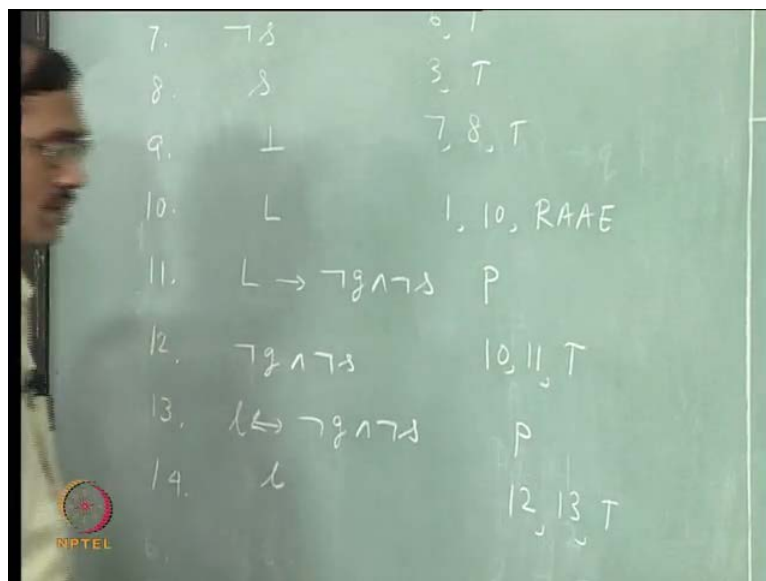 7. ¬s 6, T
8. s 3, T
9. ⊥ 7, 8, T
10. L 1, 10, RAAE
11. L → ¬g∧¬s P
12. ¬g∧¬s 10, 11, T
13. l ↔ ¬g∧¬s P
14. l 12, 13, T
NPTEL